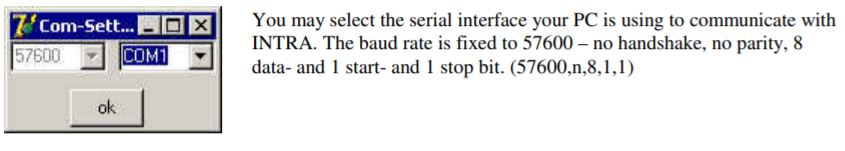 Com-Sett...
57600 COM1
ok
You may select the serial interface your PC is using to communicate with
INTRA. The baud rate is fixed to 57600 – no handshake, no parity, 8
data- and 1 start- and 1 stop bit. (57600,n,8,1,1)